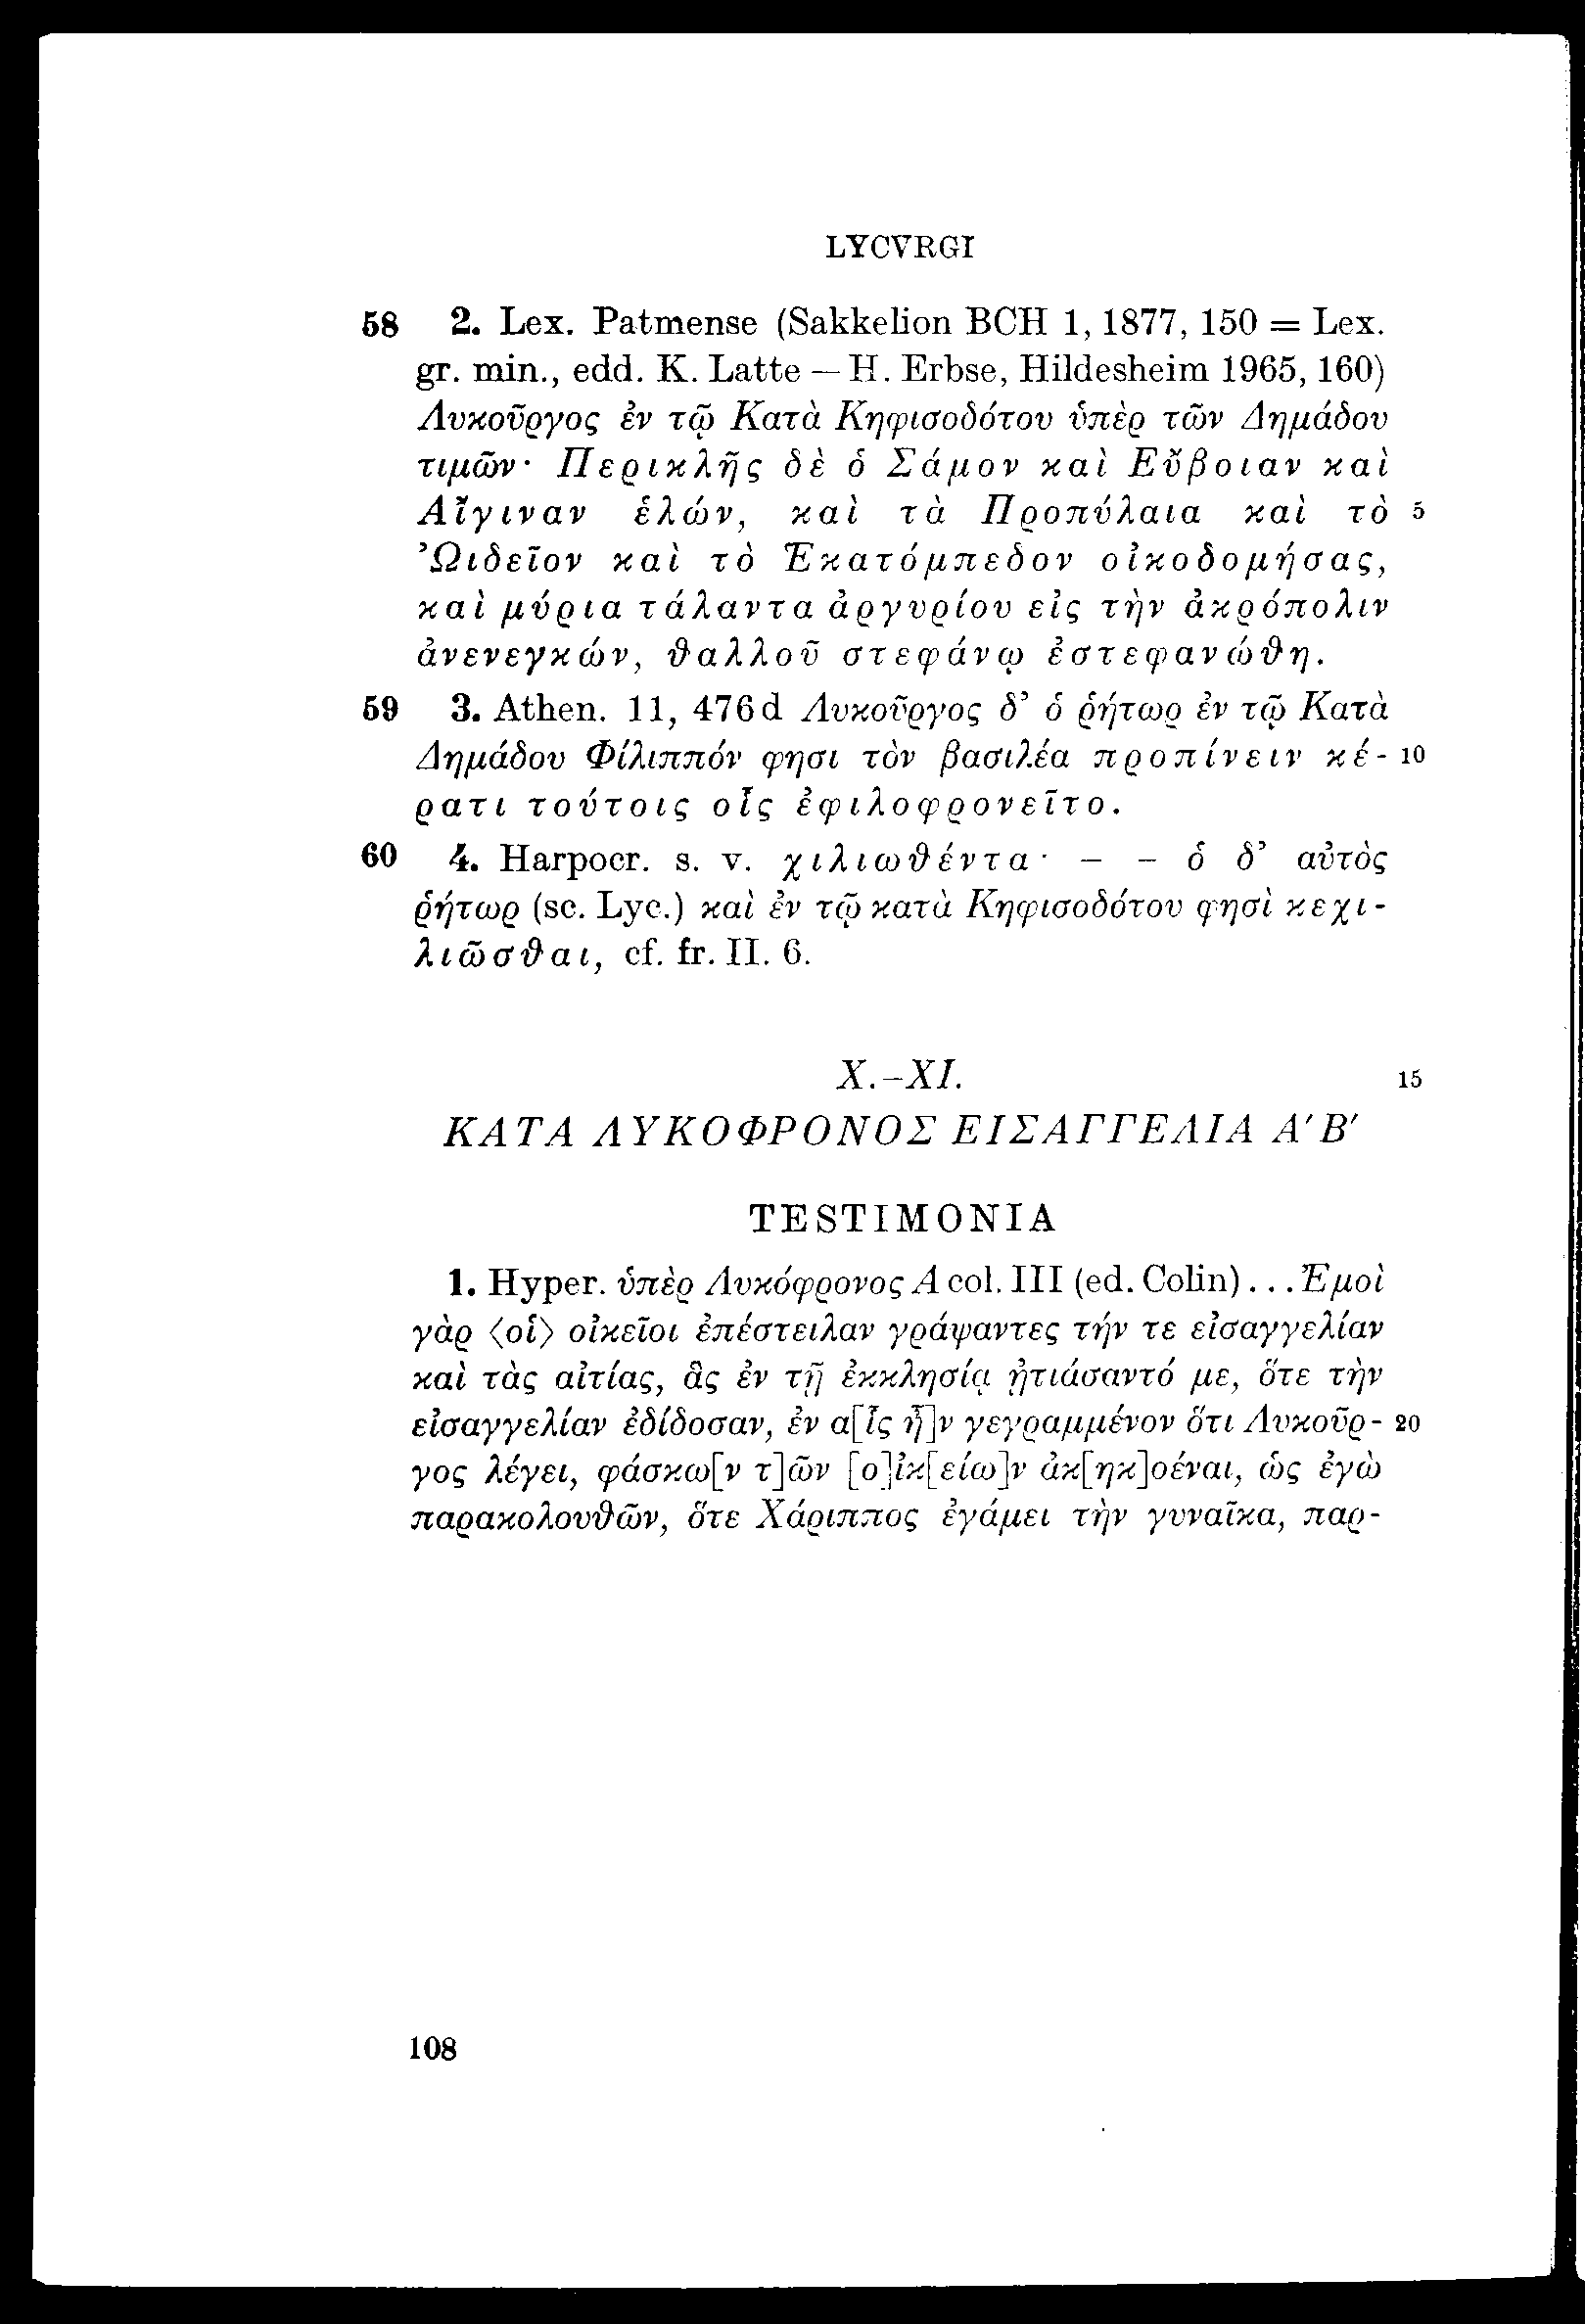 LYCVRGI
58 2. Lex. Patmense (Sakkelion BCH 1, 1877, 150 = Lex.
gr. min., edd. K. Latte – H. Erbse, Hildesheim 1965, 160)
Λυκοῦργος ἐν τῷ Κατὰ Κηφισοδότου ὑπὲρ τῶν Δημάδου
τιμῶν· Περικλῆς δὲ ὁ Σάμον καὶ Εὔβοιαν καὶ
Αἴγιναν ἑλών, καὶ τὰ Προπύλαια καὶ τὸ 5
Ὠιδεῖον καὶ τὸ Ἑκατόμπεδον οἰκοδομήσας,
καὶ μύρια τάλαντα ἀργυρίου εἰς τὴν ἀκρόπολιν
ἀνενεγκών, θαλλοῦ στεφάνῳ ἐστεφανώθη.
59 3. Athen. 11, 476 d Λυκοῦργος δ’ ὁ ῥήτωρ ἐν τῷ Κατὰ
Δημάδου Φίλιππόν φησι τὸν βασιλέα προπίνειν κέ- 10
ρατι τούτοις οἷς ἐφιλοφρονεῖτο.
60 4. Harpocr. s. v. χιλιωθέντα· – – ὁ δ’ αὐτὸς
ῥήτωρ (sc. Lyc.) καὶ ἐν τῷ κατὰ Κηφισοδότου φησὶ κεχι-
λιῶσθαι, cf. fr. II. 6.
X.–XI. 15
ΚΑΤΑ ΛΥΚΟΦΡΟΝΟΣ ΕΙΣΑΓΓΕΛΙΑ Α′ Β′
TESTIMONIA
1. Hyper. ὑπὲρ Λυκόφρονος Α col. III (ed. Colin) . . . Ἐμοὶ
γὰρ ⟨οἱ⟩ οἰκεῖοι ἐπέστειλαν γράψαντες τήν τε εἰσαγγελίαν
καὶ τὰς αἰτίας, ἃς ἐν τῇ ἐκκλησίᾳ ᾐτιάσαντό με, ὅτε τὴν
εἰσαγγελίαν ἐδίδοσαν, ἐν α[ἷς ἦ]ν γεγραμμένον ὅτι Λυκοῦρ- 20
γος λέγει, φάσκω[ν τ]ῶν [ο]ἰκ[είω]ν ἀκ[ηκ]οέναι, ὡς ἐγὼ
παρακολουθῶν, ὅτε Χάριππος ἐγάμει τὴν γυναῖκα, παρ-
108